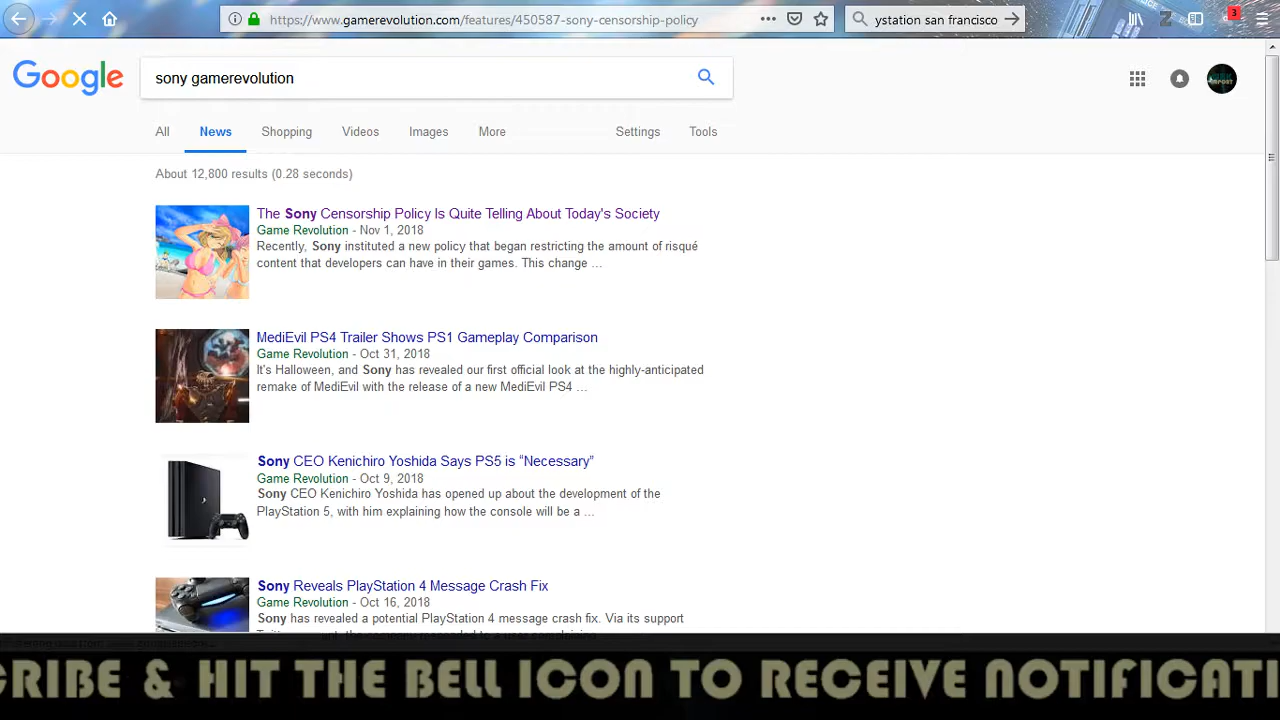 https://www.gamerevolution.com/features/450587-sony-censorship-policy
ystation san francisco
3
Google
sony gamerevolution
All News Shopping Videos Images More Settings Tools
About 12,800 results (0.28 seconds)
The Sony Censorship Policy Is Quite Telling About Today's Society
Game Revolution - Nov 1, 2018
Recently, Sony instituted a new policy that began restricting the amount of risqué
content that developers can have in their games. This change ...
MediEvil PS4 Trailer Shows PS1 Gameplay Comparison
Game Revolution - Oct 31, 2018
It's Halloween, and Sony has revealed our first official look at the highly-anticipated
remake of MediEvil with the release of a new MediEvil PS4 ...
Sony CEO Kenichiro Yoshida Says PS5 is “Necessary”
Game Revolution - Oct 9, 2018
Sony CEO Kenichiro Yoshida has opened up about the development of the
PlayStation 5, with him explaining how the console will be a ...
Sony Reveals PlayStation 4 Message Crash Fix
Game Revolution - Oct 16, 2018
Sony has revealed a potential PlayStation 4 message crash fix. Via its support
CRIBE & HIT THE BELL ICON TO RECEIVE NOTIFICATI